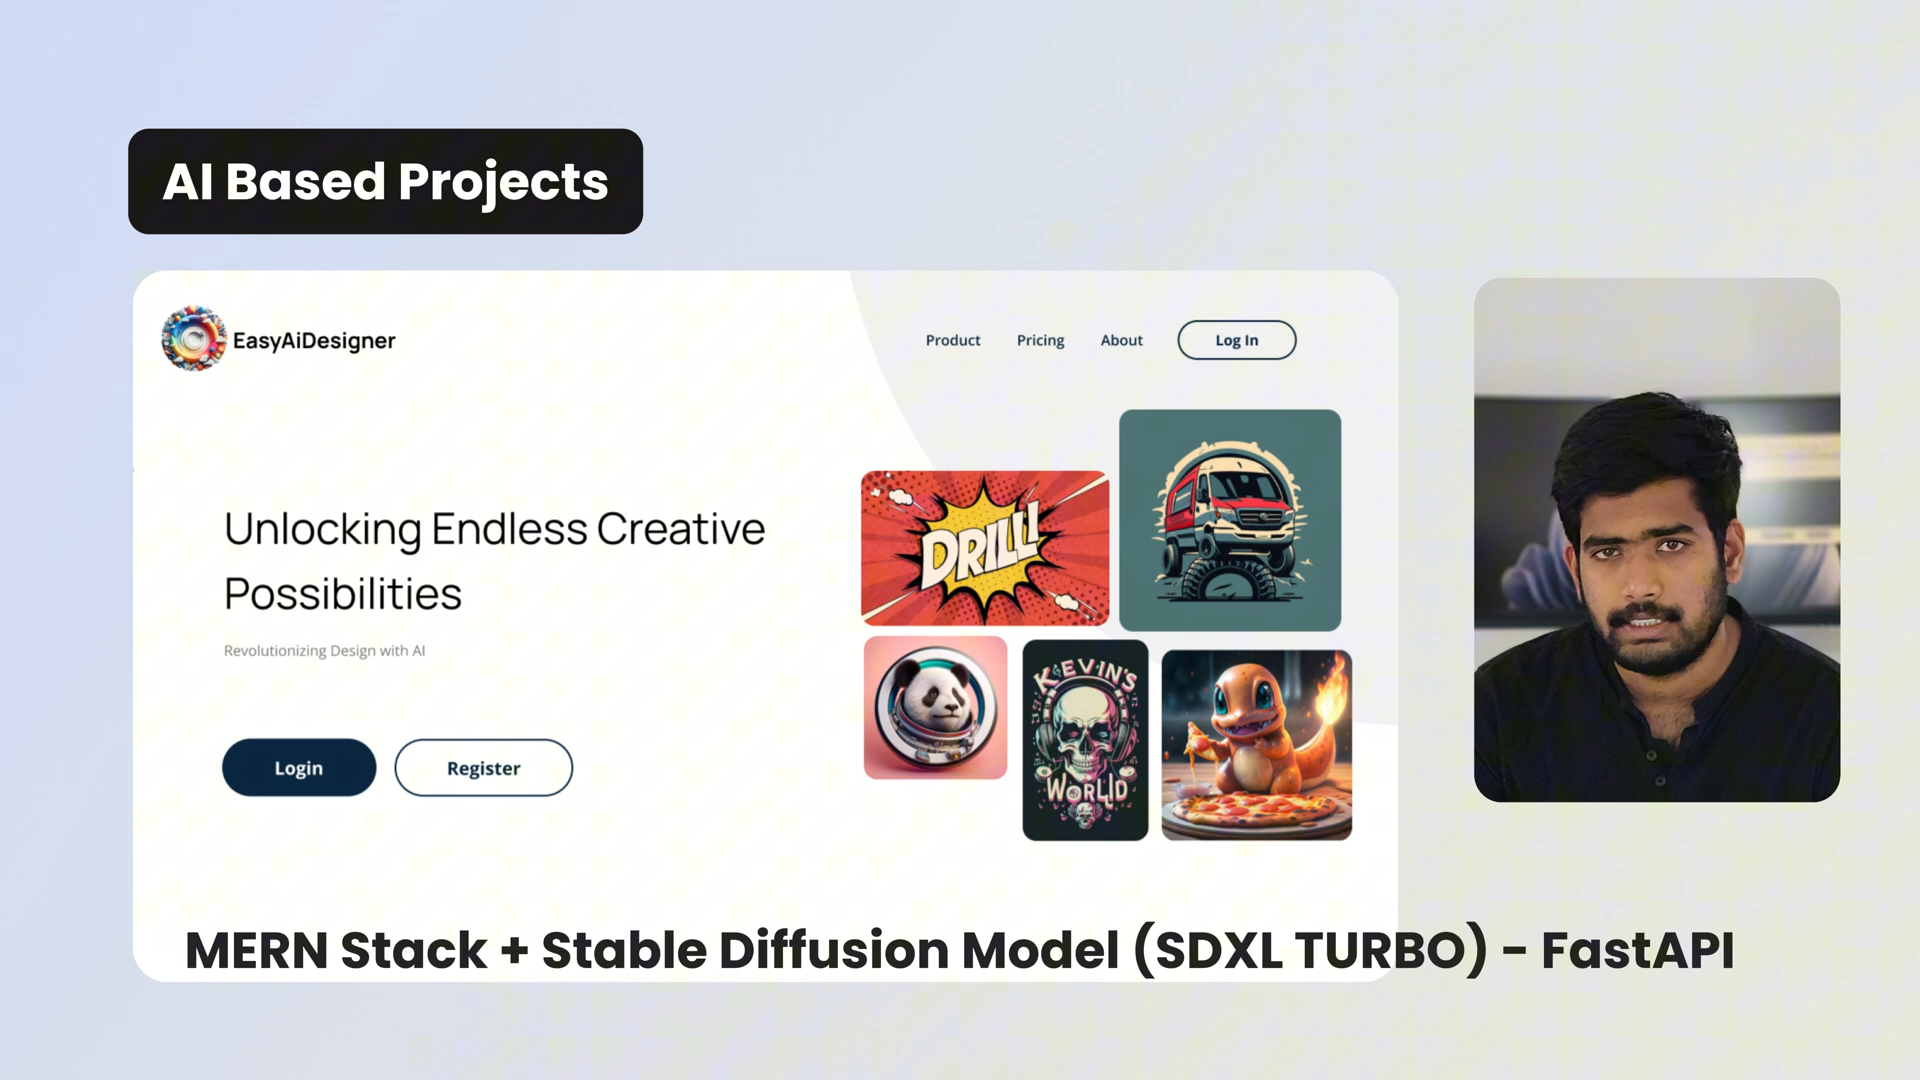 AI Based Projects
EasyAiDesigner
Product
Pricing
About
Log In
Unlocking Endless Creative
Possibilities
Revolutionizing Design with AI
Login
Register
DRILL!
KEVIN'S
WORLID
MERN Stack + Stable Diffusion Model (SDXL TURBO) - FastAPI